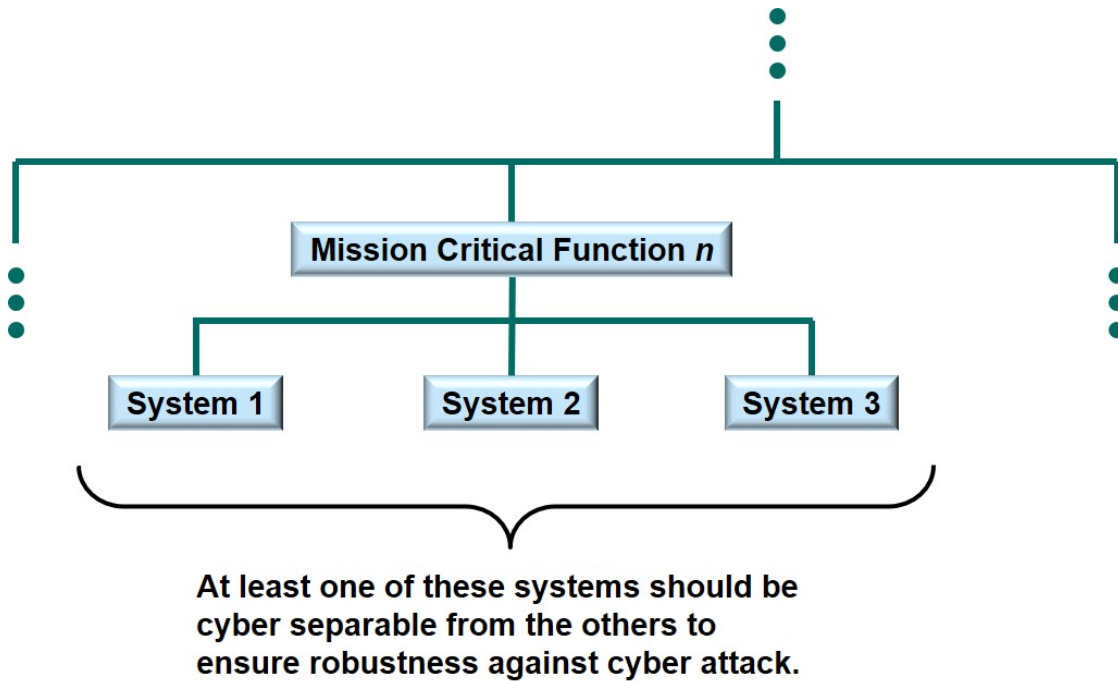 Mission Critical Function n
System 1
System 2
System 3
At least one of these systems should be
cyber separable from the others to
ensure robustness against cyber attack.